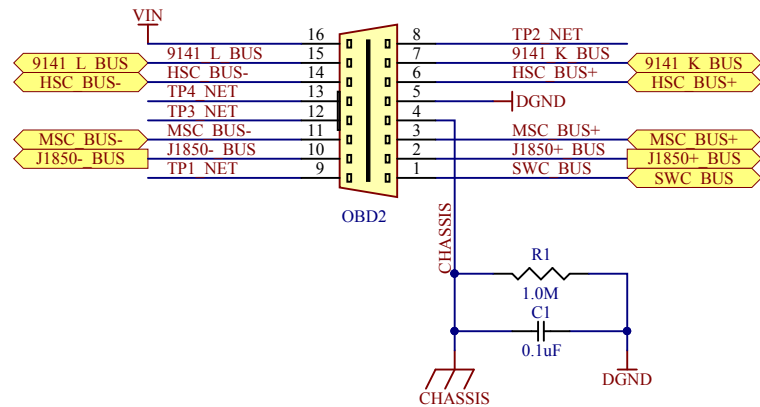 VIN
16 8 TP2_NET
9141_L_BUS 9141_L_BUS 15 7 9141_K_BUS 9141_K_BUS
HSC_BUS- HSC_BUS- 14 6 HSC_BUS+ HSC_BUS+
TP4_NET 13 5 DGND
TP3_NET 12 4
MSC_BUS- MSC_BUS- 11 3 MSC_BUS+ MSC_BUS+
J1850-_BUS J1850-_BUS 10 2 J1850+_BUS J1850+_BUS
TP1_NET 9 1 SWC_BUS SWC_BUS
OBD2
CHASSIS
R1
1.0M
C1
0.1uF
DGND
CHASSIS